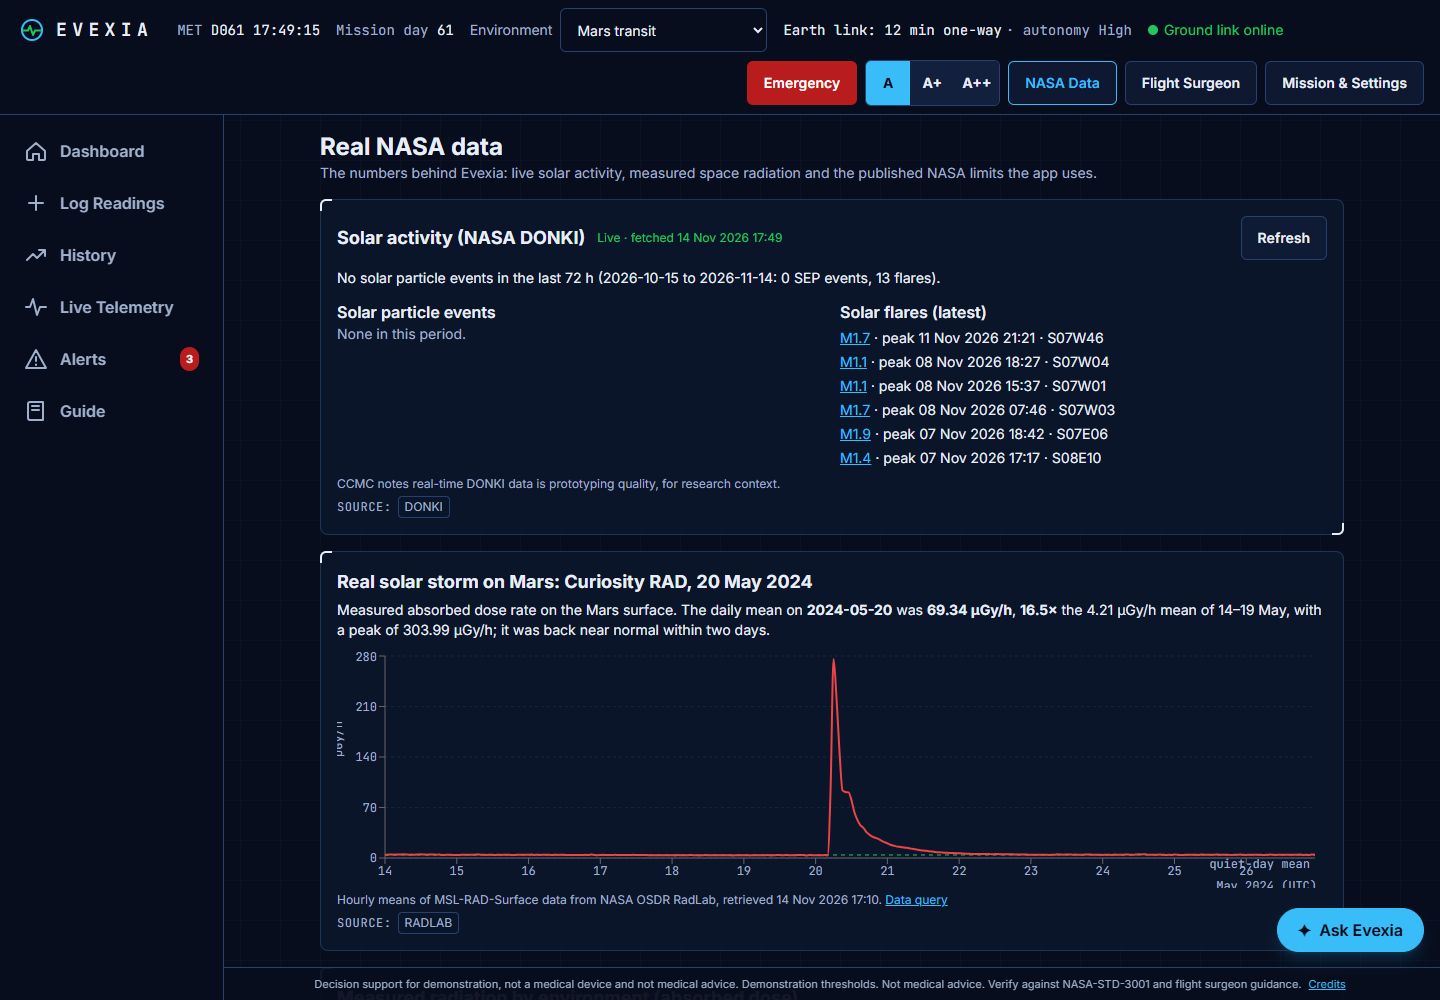 EVEXIA MET D061 17:49:15 Mission day 61 Environment Mars transit Earth link: 12 min one-way · autonomy High Ground link online
Emergency A A+ A++ NASA Data Flight Surgeon Mission & Settings
Dashboard
Log Readings
History
Live Telemetry
Alerts 3
Guide
Real NASA data
The numbers behind Evexia: live solar activity, measured space radiation and the published NASA limits the app uses.
Solar activity (NASA DONKI) Live · fetched 14 Nov 2026 17:49 Refresh
No solar particle events in the last 72 h (2026-10-15 to 2026-11-14: 0 SEP events, 13 flares).
Solar particle events
None in this period.
Solar flares (latest)
M1.7 · peak 11 Nov 2026 21:21 · S07W46
M1.1 · peak 08 Nov 2026 18:27 · S07W04
M1.1 · peak 08 Nov 2026 15:37 · S07W01
M1.7 · peak 08 Nov 2026 07:46 · S07W03
M1.9 · peak 07 Nov 2026 18:42 · S07E06
M1.4 · peak 07 Nov 2026 17:17 · S08E10
CCMC notes real-time DONKI data is prototyping quality, for research context.
SOURCE: DONKI
Real solar storm on Mars: Curiosity RAD, 20 May 2024
Measured absorbed dose rate on the Mars surface. The daily mean on 2024-05-20 was 69.34 µGy/h, 16.5× the 4.21 µGy/h mean of 14–19 May, with
a peak of 303.99 µGy/h; it was back near normal within two days.
280
210
140
70
0
µGy/h
14 15 16 17 18 19 20 21 22 23 24 25 26
quiet-day mean
May 2024 (UTC)
Hourly means of MSL-RAD-Surface data from NASA OSDR RadLab, retrieved 14 Nov 2026 17:10. Data query
SOURCE: RADLAB
Ask Evexia
Measured radiation by environment (absorbed dose)
Decision support for demonstration, not a medical device and not medical advice. Demonstration thresholds. Not medical advice. Verify against NASA-STD-3001 and flight surgeon guidance. Credits